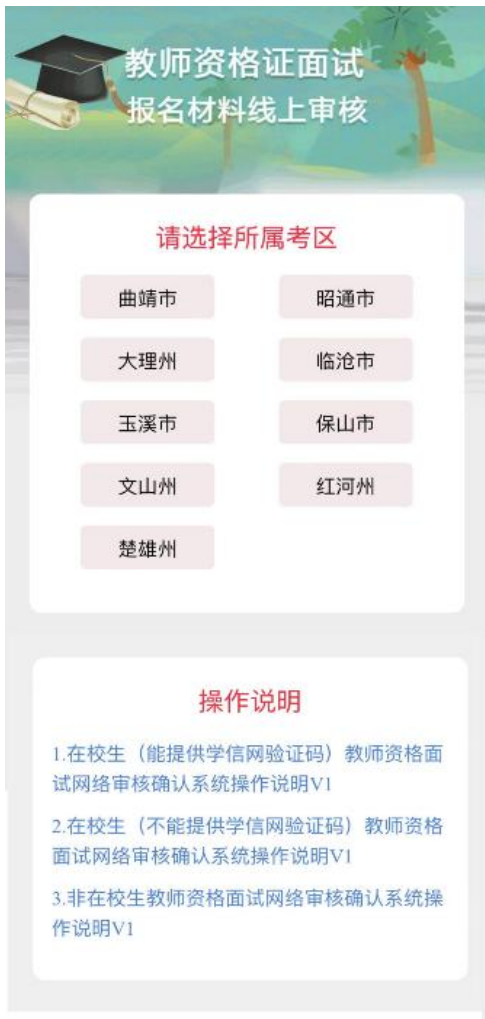 教师资格证面试
报名材料线上审核
请选择所属考区
曲靖市
昭通市
大理州
临沧市
玉溪市
保山市
文山州
红河州
楚雄州
操作说明
1.在校生（能提供学信网验证码）教师资格面
试网络审核确认系统操作说明V1
2.在校生（不能提供学信网验证码）教师资格
面试网络审核确认系统操作说明V1
3.非在校生教师资格面试网络审核确认系统操
作说明V1